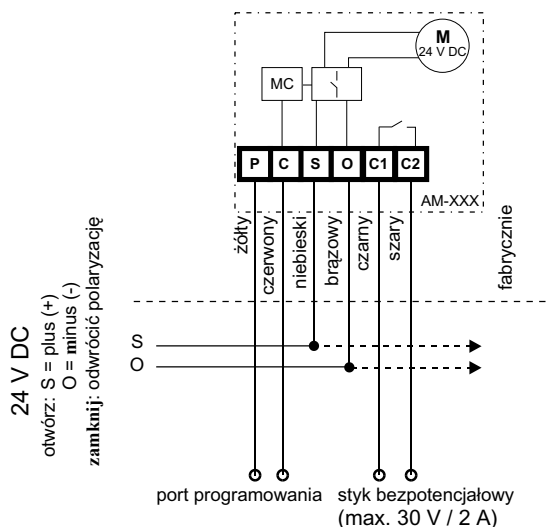 M
24 V DC
MC
P C S O C1 C2
AM-XXX
żółty
czerwony
niebieski
brązowy
czarny
szary
fabrycznie
24 V DC
otwórz: S = plus (+)
O = minus (-)
zamknij: odwrócić polaryzację
S
O
port programowania
styk bezpotencjałowy
(max. 30 V / 2 A)